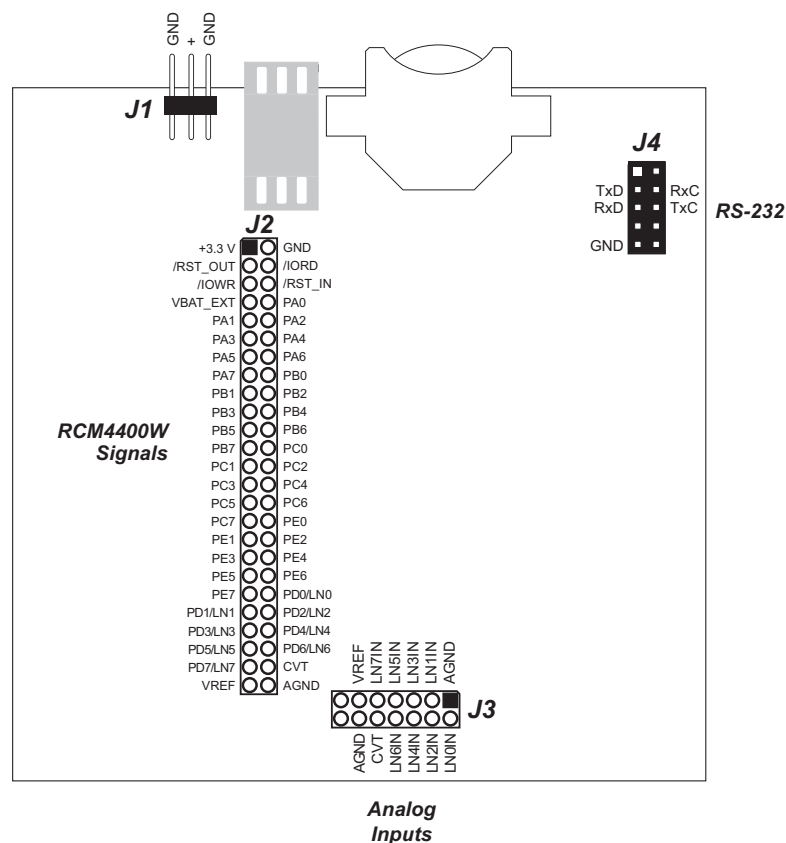 GND
+
GND
J1
J4
TxD RxC
RxD TxC
GND
RS-232
J2
+3.3 V GND
/RST_OUT /IORD
/IOWR /RST_IN
VBAT_EXT PA0
PA1 PA2
PA3 PA4
PA5 PA6
PA7 PB0
PB1 PB2
PB3 PB4
PB5 PB6
PB7 PC0
PC1 PC2
PC3 PC4
PC5 PC6
PC7 PE0
PE1 PE2
PE3 PE4
PE5 PE6
PE7 PD0/LN0
PD1/LN1 PD2/LN2
PD3/LN3 PD4/LN4
PD5/LN5 PD6/LN6
PD7/LN7 CVT
VREF AGND
RCM4400W
Signals
VREF
LN7IN
LN5IN
LN3IN
LN1IN
AGND
J3
AGND
CVT
LN6IN
LN4IN
LN2IN
LN0IN
Analog
Inputs